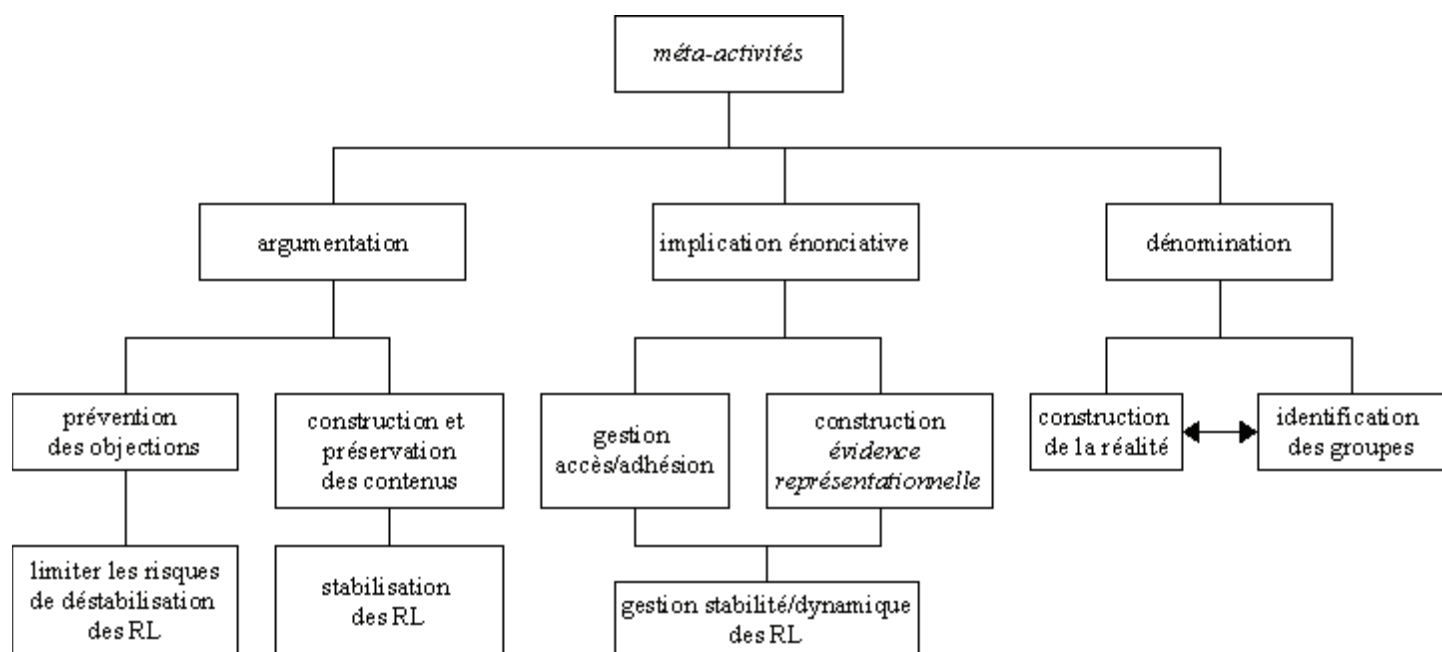 méta-activités
argumentation
implication énonciative
dénomination
prévention
des objections
construction et
préservation
des contenus
gestion
accès/adhésion
construction
évidence
représentationnelle
construction
de la réalité
identification
des groupes
limiter les risques
de déstabilisation
des RL
stabilisation
des RL
gestion stabilité/dynamique
des RL